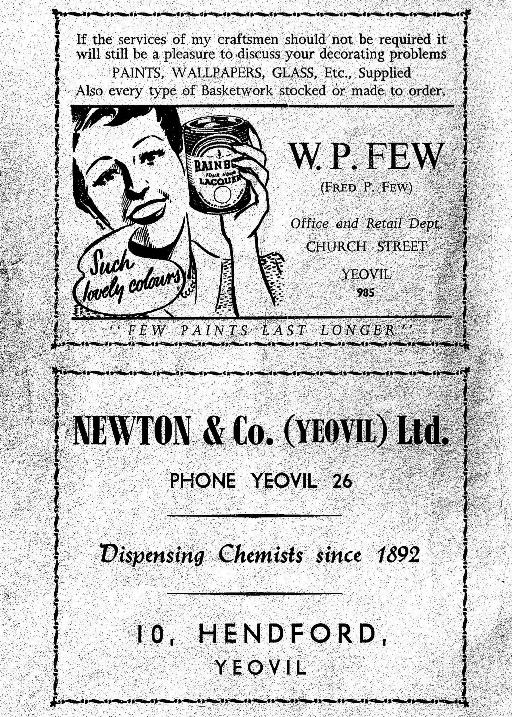 If the services of my craftsmen should not be required it
will still be a pleasure to discuss your decorating problems
PAINTS, WALLPAPERS, GLASS, Etc., Supplied
Also every type of Basketwork stocked or made to order.
RAINBO
LACQUER
Such
lovely colours
W. P. FEW
(FRED P. FEW)
Office and Retail Dept.
CHURCH STREET
YEOVIL
985
"FEW PAINTS LAST LONGER"
NEWTON & Co. (YEOVIL) Ltd.
PHONE YEOVIL 26
Dispensing Chemists since 1892
10, HENDFORD,
YEOVIL